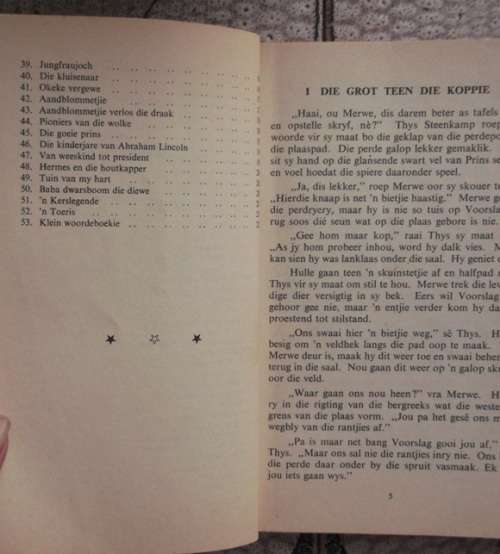 39. Jungfraujoch
40. Die kluisenaar
41. Okeke vergewe
42. Aandblommetjie
43. Aandblommetjie verlos die draak
44. Pioniers van die wolke
45. Die goeie prins
46. Die kinderjare van Abraham Lincoln
47. Van weeskind tot president
48. Hermes en die houtkapper
49. Tuin van my hart
50. Baba dwarsboom die diewe
51. 'n Kerslegende
52. 'n Toeris
53. Klein woordeboekie
1 DIE GROT TEEN DIE KOPPIE
„Haai, ou Merwe, dis darem beter as tafels
en opstelle skryf, nè?” Thys Steenkamp roep
woorde vir sy maat bo die geklap van die perdepo
die plaaspad. Die perde galop lekker gemaklik.
sit sy hand op die glansende swart vel van Prins se
en voel hoedat die spiere daaronder speel.
„Ja, dis lekker,” roep Merwe oor sy skouer
„Hierdie knaap is net 'n bietjie haastig.” Merwe g
die perdryery, maar hy is nie so tuis op Voorslag
rug soos dié seun wat op die plaas gebore is nie.
„Gee hom maar kop,” raai Thys sy maat
„As jy hom probeer inhou, word hy dalk vies. M
kan sien hy was lanklaas onder die saal. Hy geniet d
Hulle gaan teen 'n skuinstetjie af en halfpad
Thys vir sy maat om stil te hou. Merwe trek die lev
dige dier versigtig in sy bek. Eers wil Voorslag
gehoor gee nie, maar 'n entjie verder kom hy da
proestend tot stilstand.
„Ons swaai hier 'n bietjie weg,” sê Thys. H
besig om 'n veldhek langs die pad oop te maak.
Merwe deur is, maak hy dit weer toe en swaai behen
terug in die saal. Nou gaan dit weer op 'n galop sku
oor die veld.
„Waar gaan ons nou heen?” vra Merwe. H
ry in die rigting van die bergreeks wat die weste
grens van die plaas vorm. „Jou pa het gesê ons m
wegbly van die rantjies af.”
„Pa is maar net bang Voorslag gooi jou af,”
Thys. „Maar ons sal nie die rantjies inry nie. Ons
die perde daar onder by die spruit vasmaak. Ek
jou iets gaan wys.”
5